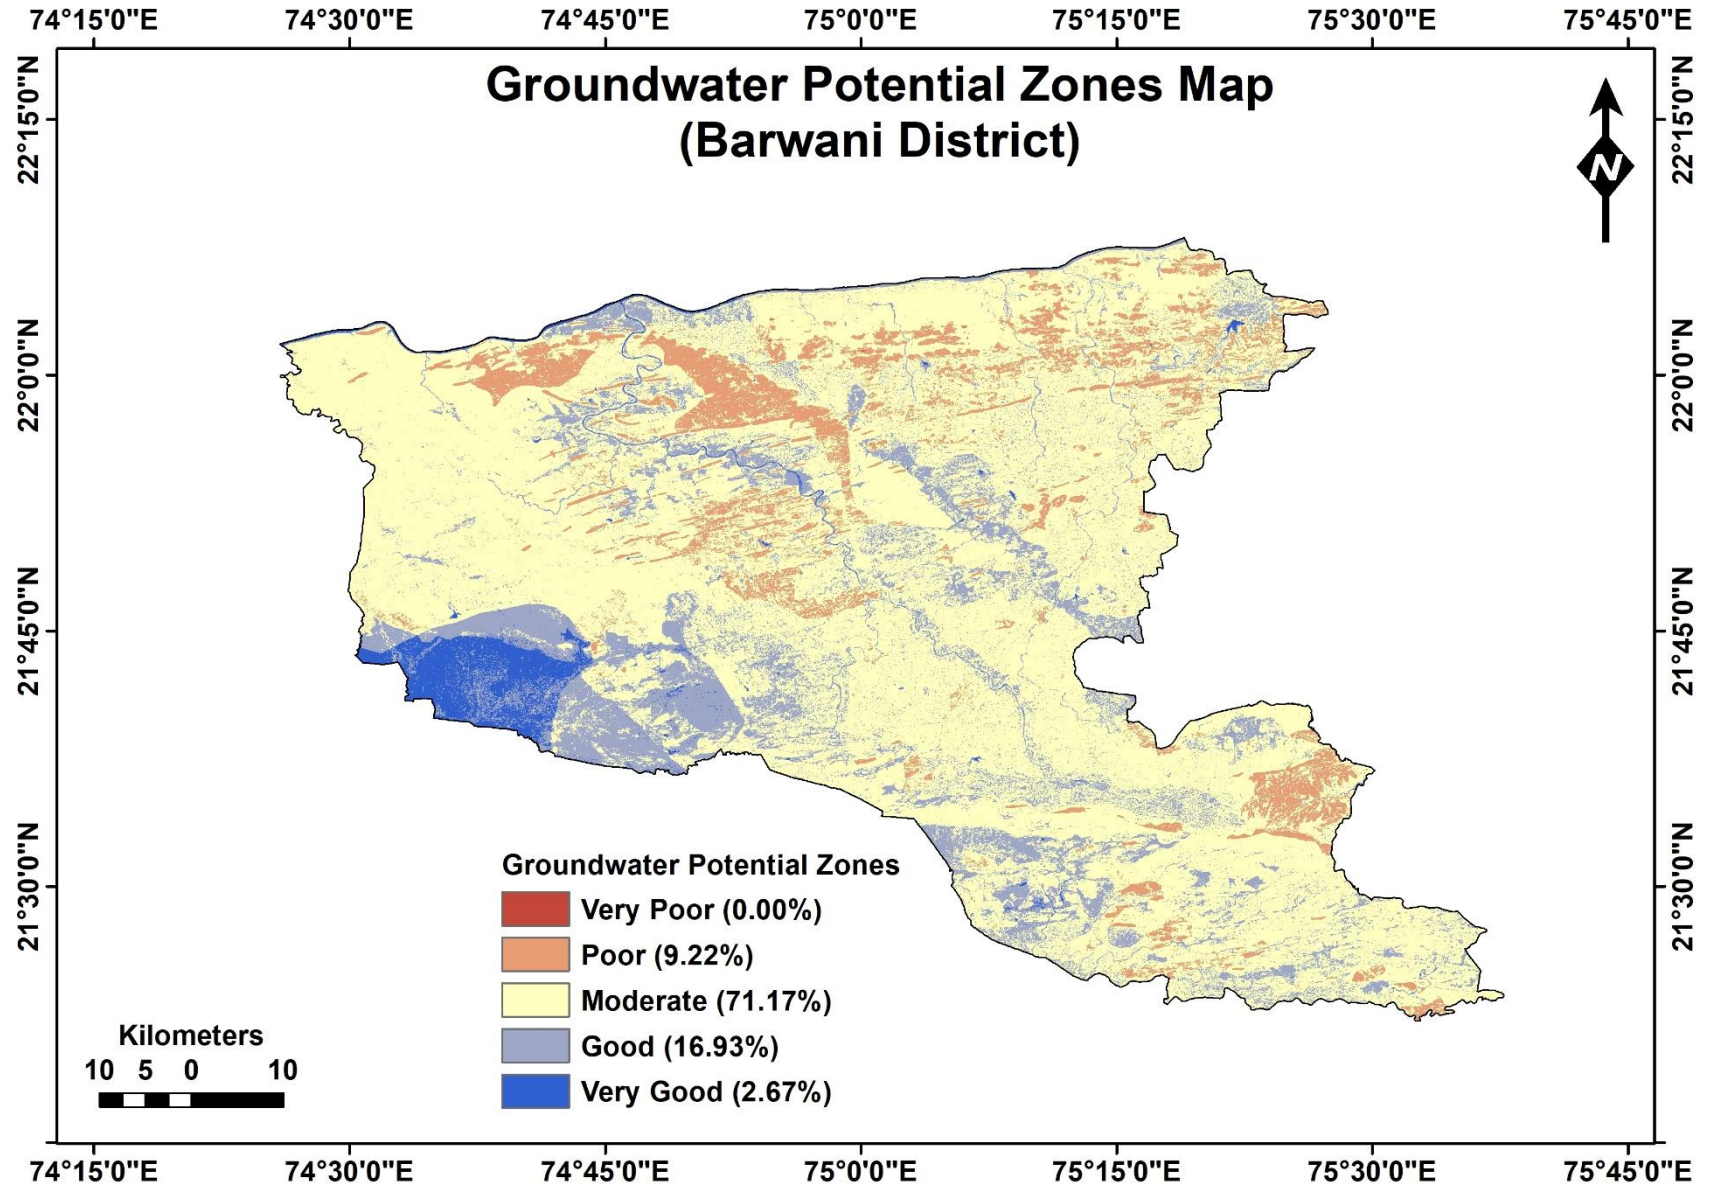 74°15'0"E 74°30'0"E 74°45'0"E 75°0'0"E 75°15'0"E 75°30'0"E 75°45'0"E
Groundwater Potential Zones Map
(Barwani District)
N
22°15'0"N 22°15'0"N
22°0'0"N 22°0'0"N
21°45'0"N 21°45'0"N
21°30'0"N 21°30'0"N
Groundwater Potential Zones
Very Poor (0.00%)
Poor (9.22%)
Moderate (71.17%)
Good (16.93%)
Very Good (2.67%)
Kilometers
10 5 0 10
74°15'0"E 74°30'0"E 74°45'0"E 75°0'0"E 75°15'0"E 75°30'0"E 75°45'0"E